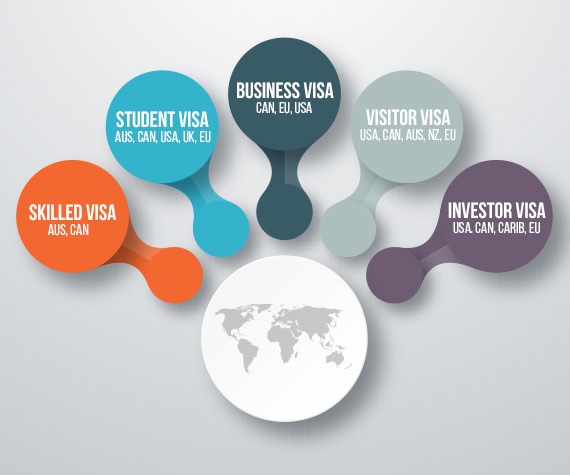 SKILLED VISA
AUS, CAN
STUDENT VISA
AUS, CAN, USA, UK, EU
BUSINESS VISA
CAN, EU, USA
VISITOR VISA
USA, CAN, AUS, NZ, EU
INVESTOR VISA
USA. CAN, CARIB, EU